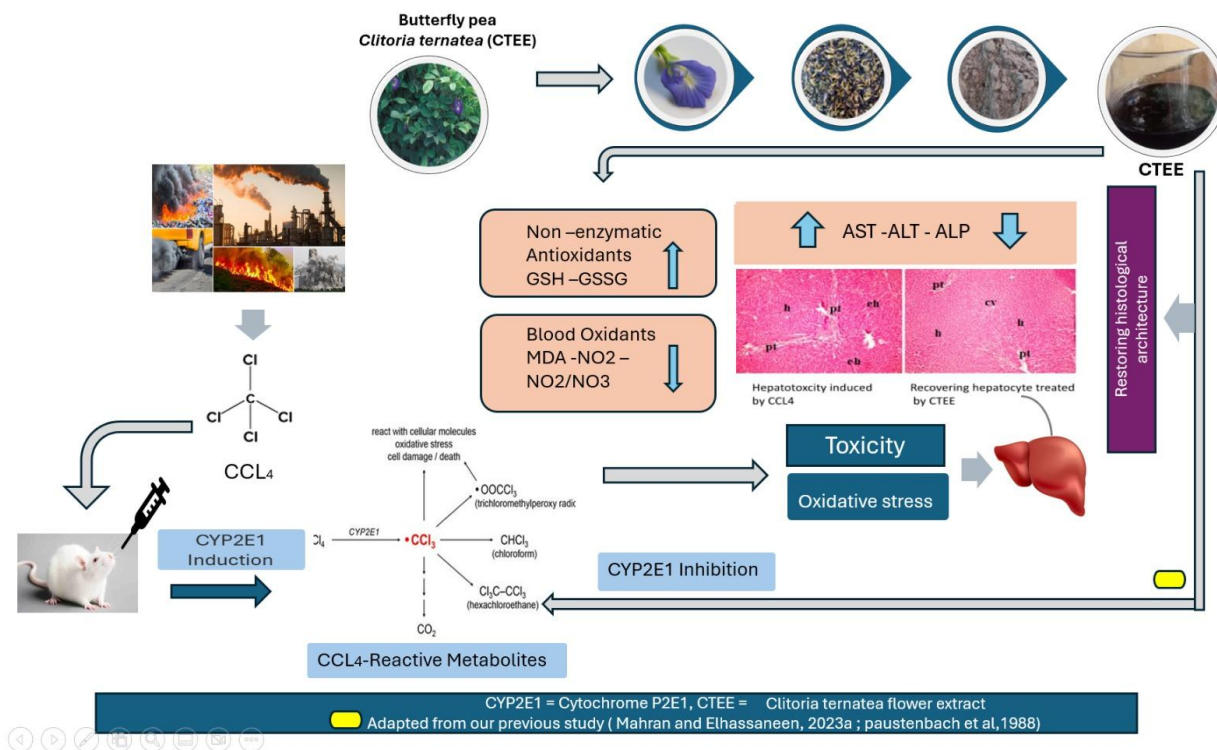 Butterfly pea
Clitoria ternatea (CTEE)
CTEE
Non –enzymatic
Antioxidants
GSH –GSSG
Blood Oxidants
MDA -NO2 –
NO2/NO3
AST -ALT - ALP
h
pt
eh
pt
eh
pt
cv
h
h
pt
Hepatotoxcity induced
by CCL4
Recovering hepatocyte treated
by CTEE
Restoring histological
architecture
Cl
Cl
C
Cl
Cl
CCL₄
react with cellular molecules
oxidative stress
cell damage / death
•OOCCl₃
(trichloromethylperoxy radic
Toxicity
Oxidative stress
CYP2E1
Induction
Cl₄
CYP2E1
•CCl₃
CHCl₃
(chloroform)
CYP2E1 Inhibition
Cl₃C–CCl₃
(hexachloroethane)
CO₂
CCL₄-Reactive Metabolites
CYP2E1 = Cytochrome P2E1, CTEE = Clitoria ternatea flower extract
Adapted from our previous study ( Mahran and Elhassaneen, 2023a ; paustenbach et al,1988)